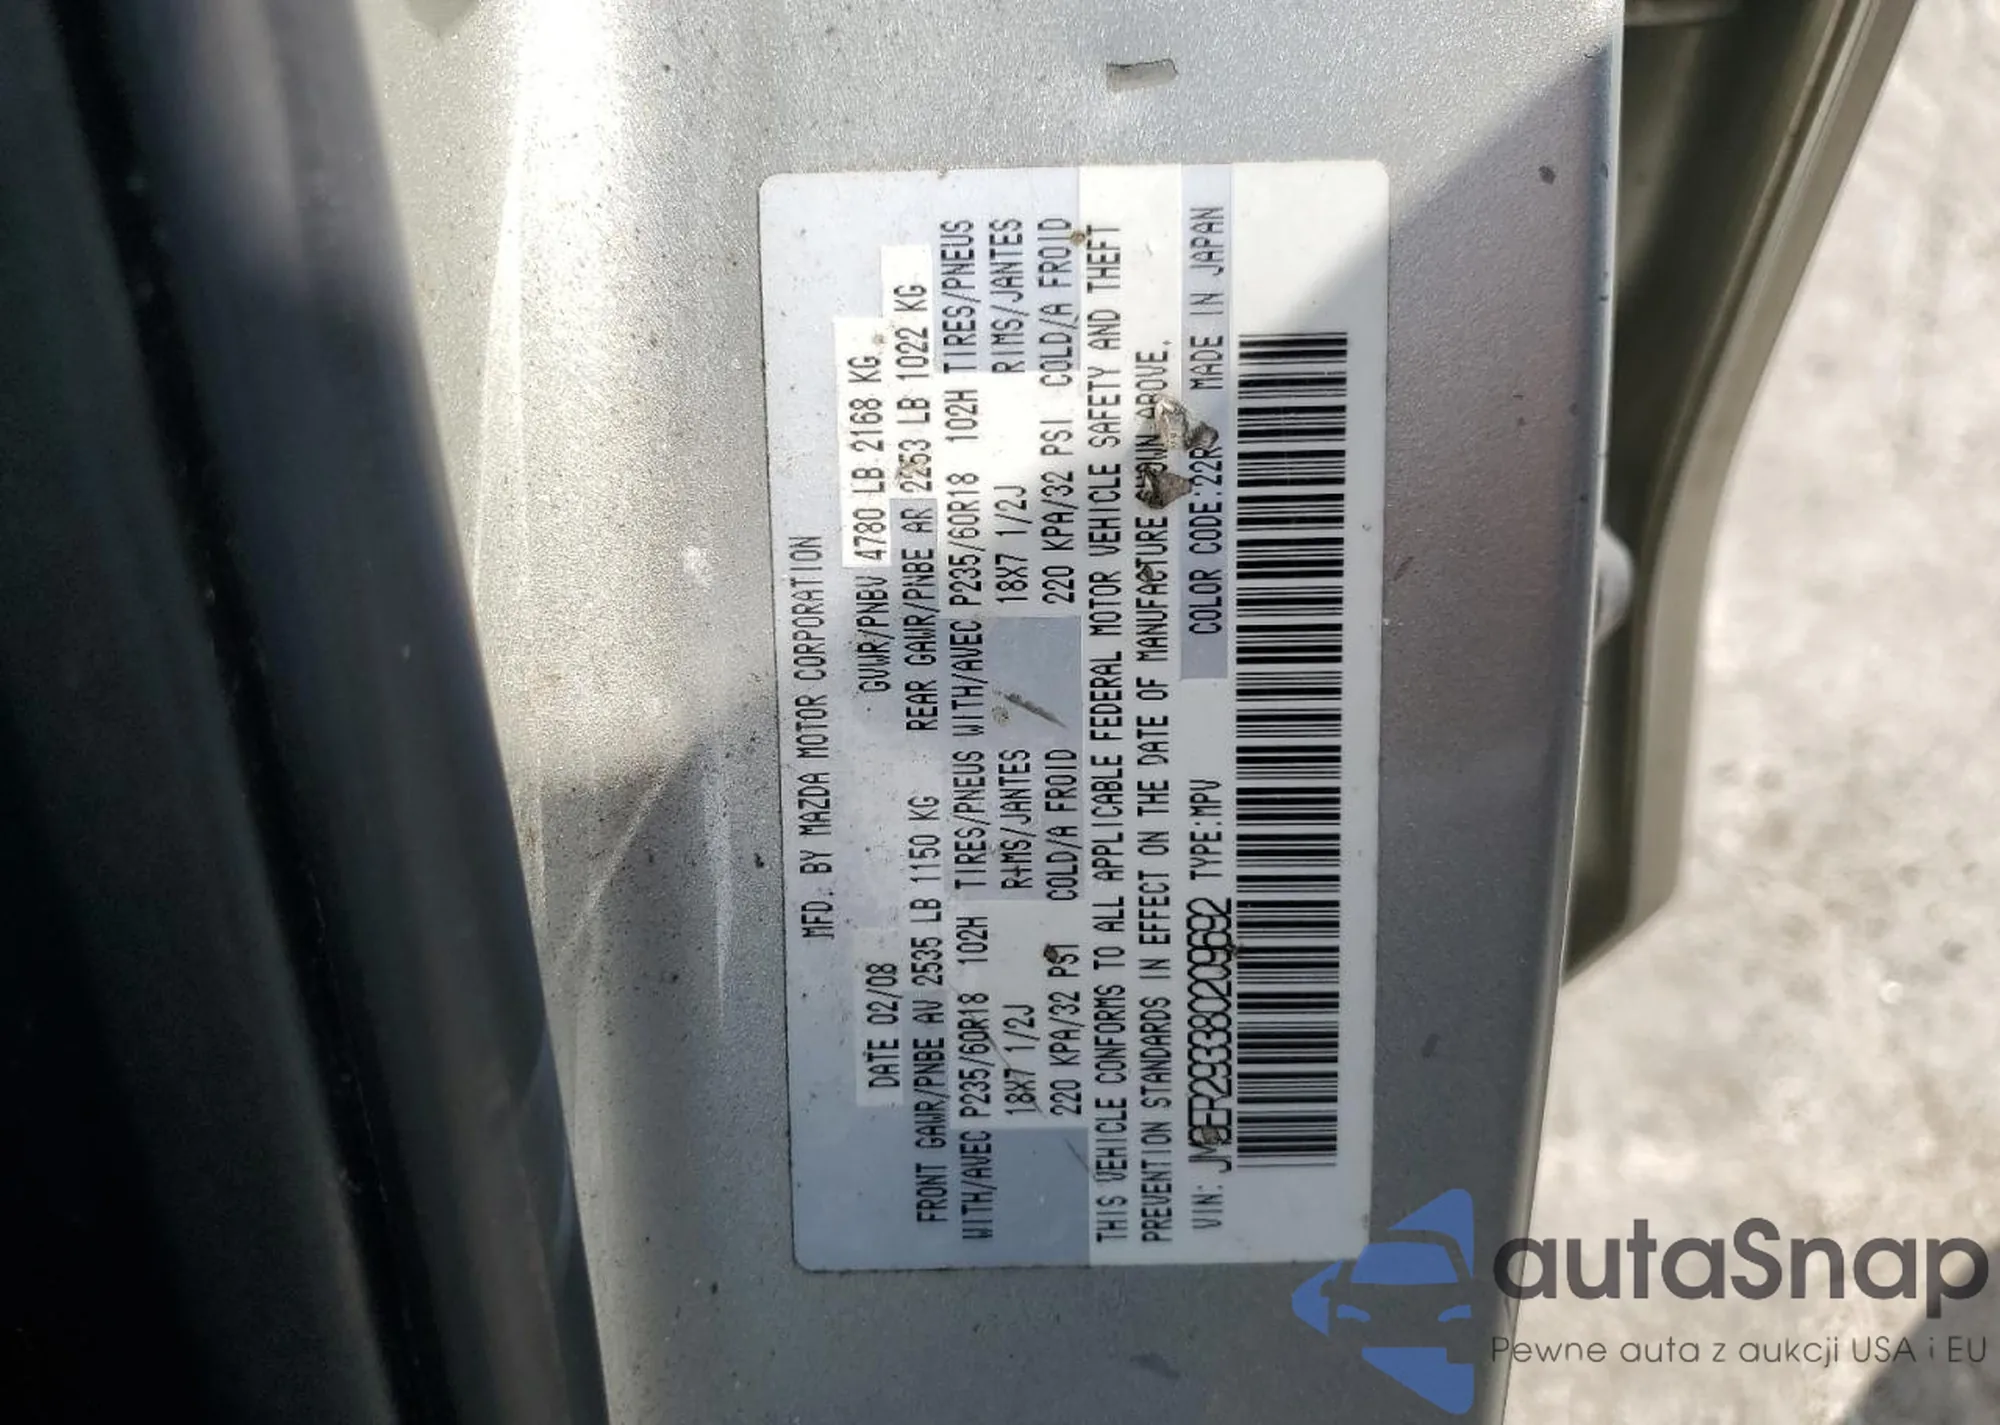 MFD. BY MAZDA MOTOR CORPORATION
DATE 02/08 GVWR/PNBV 4780 LB 2168 KG
FRONT GAWR/PNBE AV 2535 LB 1150 KG REAR GAWR/PNBE AR 2253 LB 1022 KG
WITH/AVEC P235/60R18 102H TIRES/PNEUS WITH/AVEC P235/60R18 102H TIRES/PNEUS
18X7 1/2J RIMS/JANTES 18X7 1/2J RIMS/JANTES
220 KPA/32 PSI COLD/A FROID 220 KPA/32 PSI COLD/A FROID
THIS VEHICLE CONFORMS TO ALL APPLICABLE FEDERAL MOTOR VEHICLE SAFETY AND THEFT
PREVENTION STANDARDS IN EFFECT ON THE DATE OF MANUFACTURE SHOWN ABOVE.
VIN: JM3ER293380209692 TYPE:MPV COLOR CODE:22R MADE IN JAPAN
autaSnap
Pewne auta z aukcji USA i EU